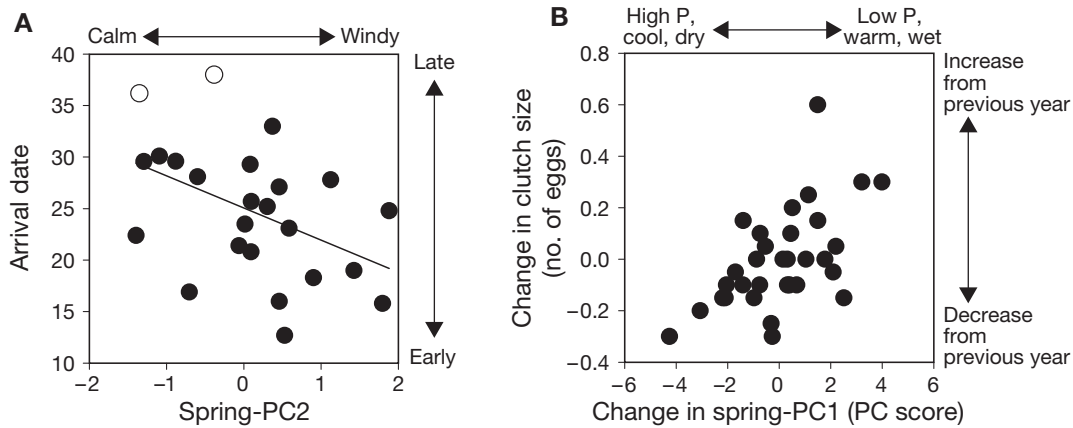 A
Calm
Windy
40
35
30
25
20
15
10
Arrival date
−2
−1
0
1
2
Spring-PC2
Late
Early
B
High P,
cool, dry
Low P,
warm, wet
0.8
0.6
0.4
0.2
0.0
−0.2
−0.4
Change in clutch size
(no. of eggs)
−6
−4
−2
0
2
4
6
Change in spring-PC1 (PC score)
Increase
from
previous year
Decrease
from
previous year